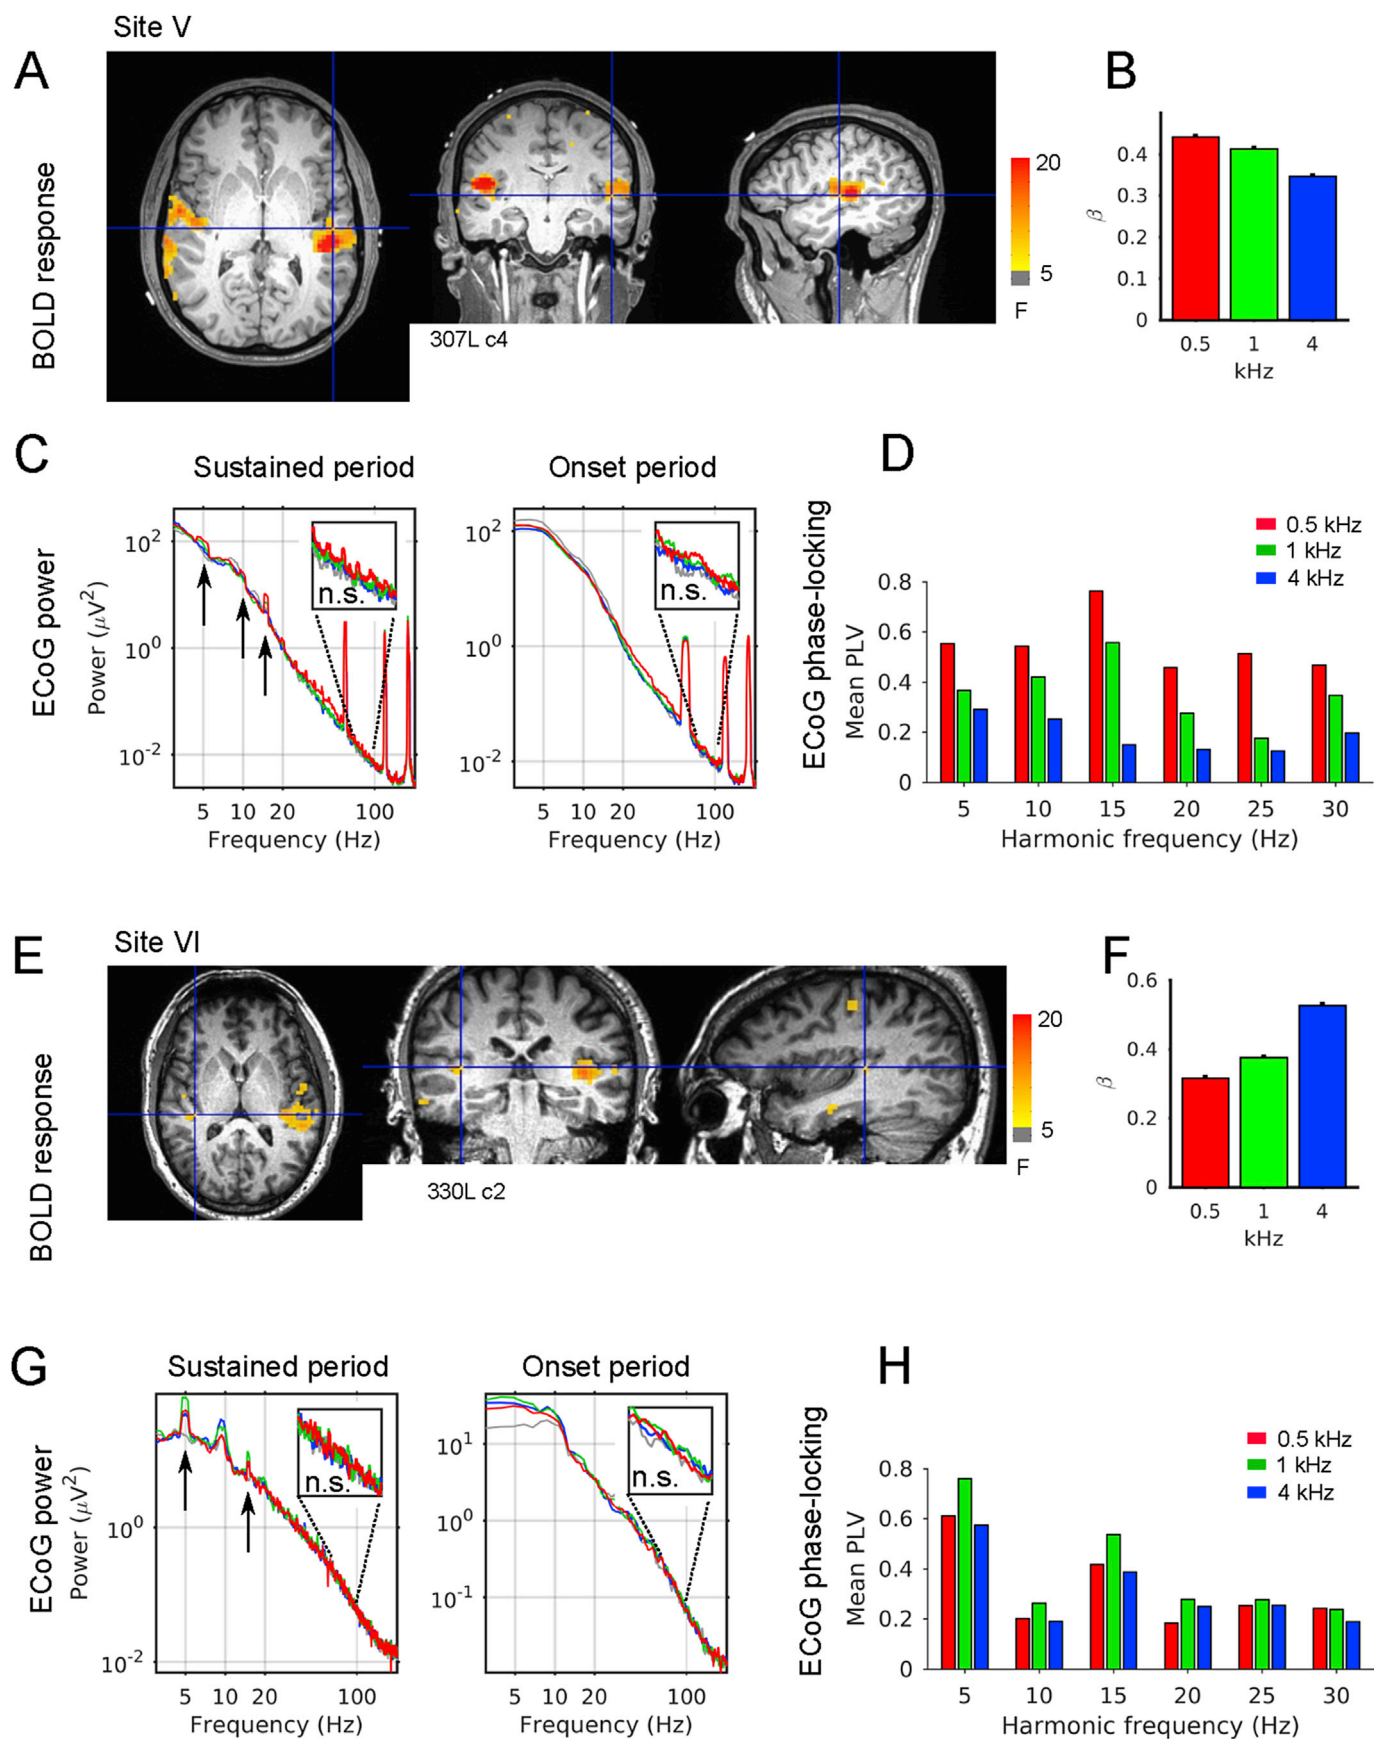 Site V
A
BOLD response
307L c4
20
5
F
B
β
0.4
0.3
0.2
0.1
0
0.5 1 4
kHz
C
ECoG power
Sustained period
Power (μV²)
10²
10⁰
10⁻²
n.s.
5 10 20 100
Frequency (Hz)
Onset period
10²
10⁰
10⁻²
n.s.
5 10 20 100
Frequency (Hz)
D
ECoG phase-locking
Mean PLV
0.5 kHz
1 kHz
4 kHz
0.8
0.6
0.4
0.2
0
5 10 15 20 25 30
Harmonic frequency (Hz)
Site VI
E
BOLD response
330L c2
20
5
F
F
β
0.6
0.4
0.2
0
0.5 1 4
kHz
G
ECoG power
Sustained period
Power (μV²)
10⁰
10⁻²
n.s.
5 10 20 100
Frequency (Hz)
Onset period
10¹
10⁰
10⁻¹
n.s.
5 10 20 100
Frequency (Hz)
H
ECoG phase-locking
Mean PLV
0.5 kHz
1 kHz
4 kHz
0.8
0.6
0.4
0.2
0
5 10 15 20 25 30
Harmonic frequency (Hz)